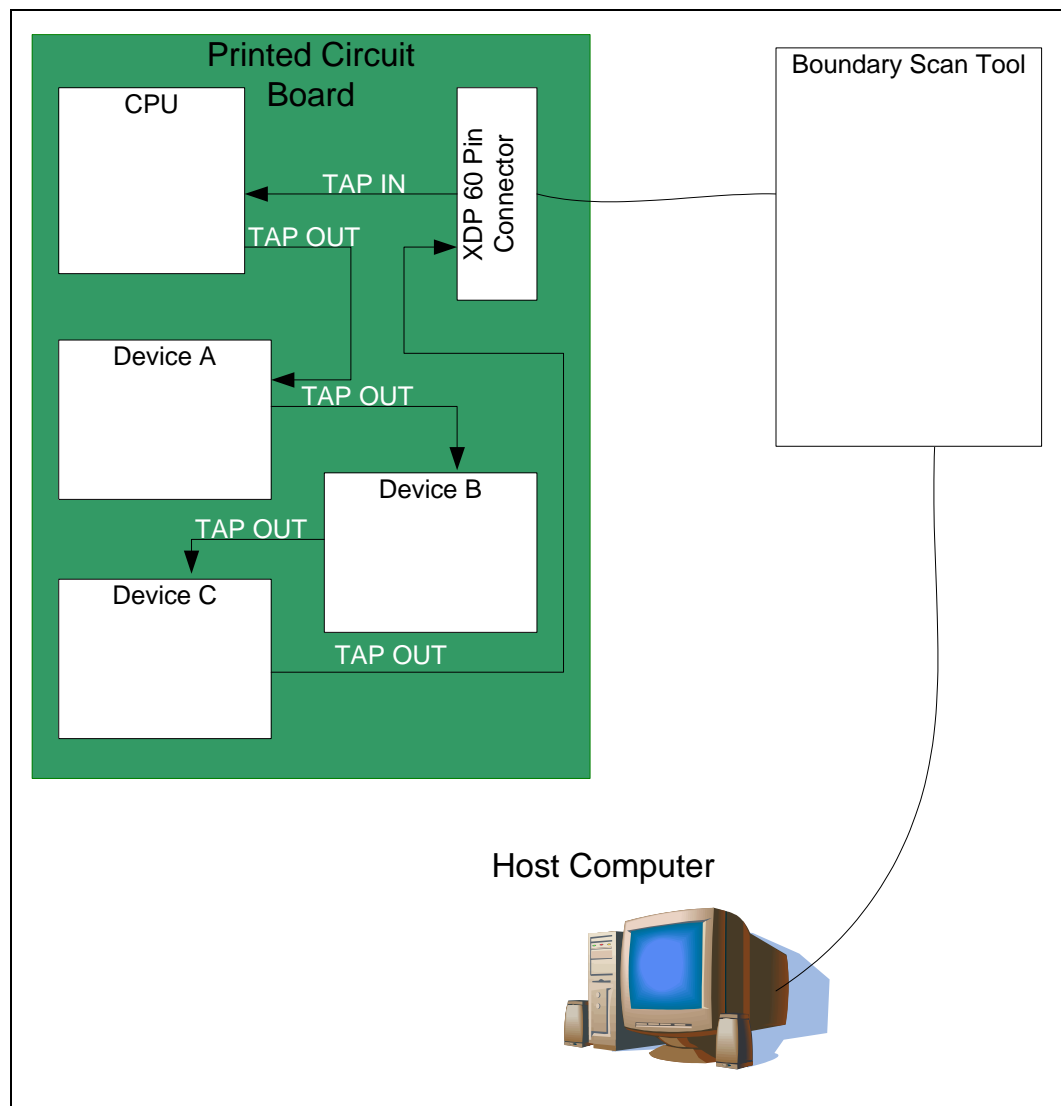 Printed Circuit
Board
CPU
XDP 60 Pin
Connector
TAP IN
TAP OUT
Device A
TAP OUT
Device B
TAP OUT
Device C
TAP OUT
Boundary Scan Tool
Host Computer